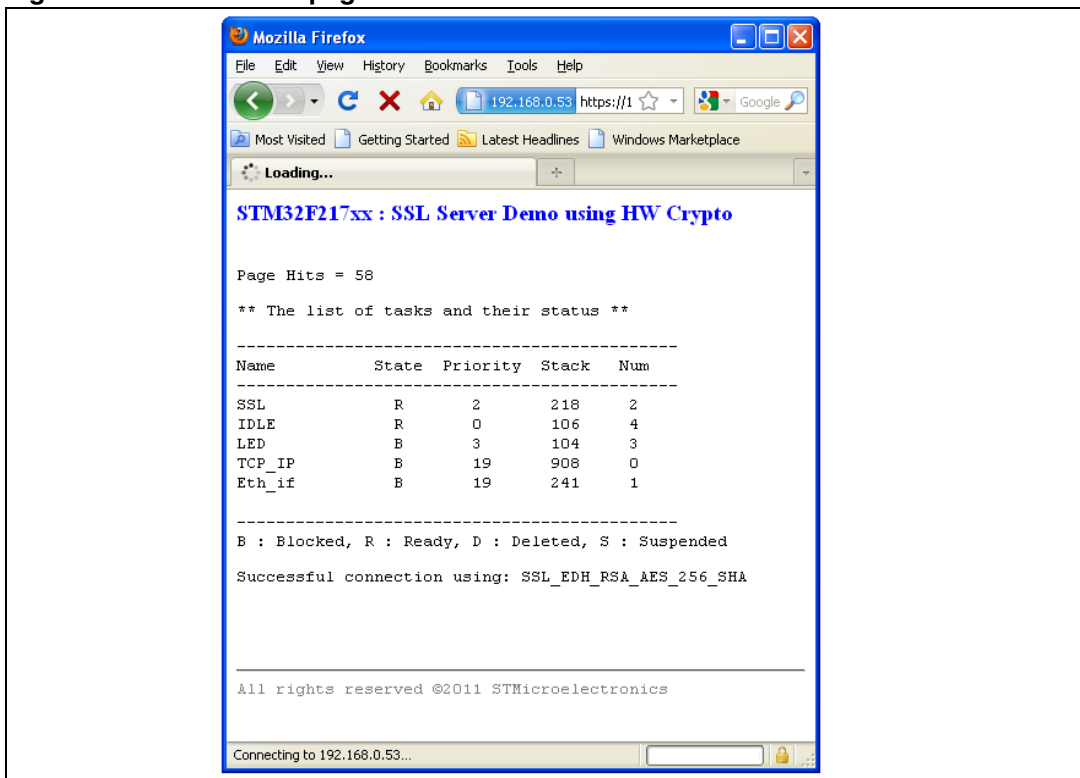 Mozilla Firefox
File Edit View History Bookmarks Tools Help
192.168.0.53 https://1 Google
Most Visited Getting Started Latest Headlines Windows Marketplace
Loading...
STM32F217xx : SSL Server Demo using HW Crypto
Page Hits = 58
** The list of tasks and their status **
---------------------------------------------
Name State Priority Stack Num
---------------------------------------------
SSL R 2 218 2
IDLE R 0 106 4
LED B 3 104 3
TCP_IP B 19 908 0
Eth_if B 19 241 1
---------------------------------------------
B : Blocked, R : Ready, D : Deleted, S : Suspended
Successful connection using: SSL_EDH_RSA_AES_256_SHA
All rights reserved ©2011 STMicroelectronics
Connecting to 192.168.0.53...